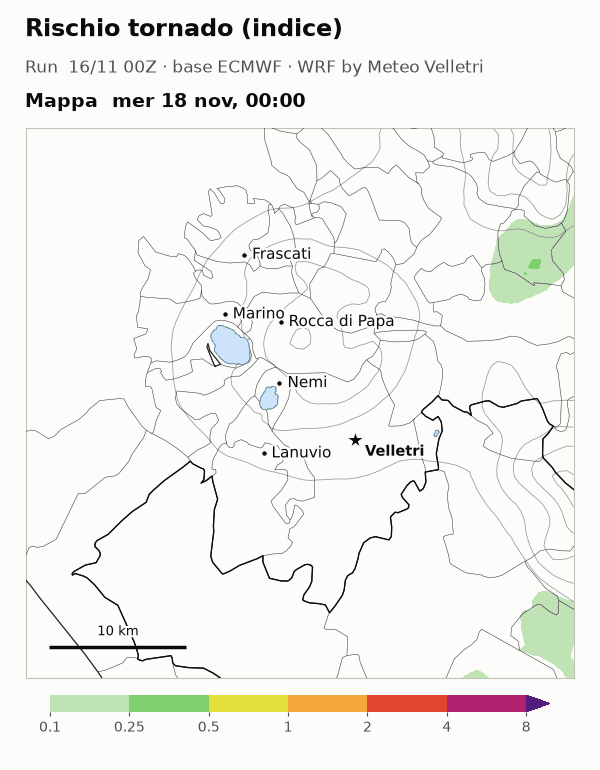 Rischio tornado (indice)
Run  16/11 00Z · base ECMWF · WRF by Meteo Velletri
Mappa  mer 18 nov, 00:00
Frascati
Marino
Rocca di Papa
Nemi
Velletri
Lanuvio
10 km
0.1 0.25 0.5 1 2 4 8